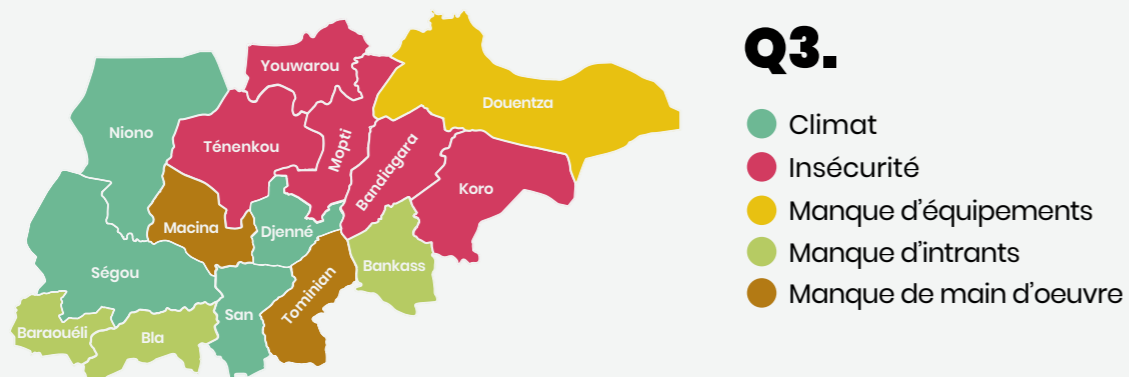 Q3.
Climat
Insécurité
Manque d'équipements
Manque d'intrants
Manque de main d'oeuvre
Youwarou
Douentza
Niono
Ténenkou
Mopti
Bandiagara
Koro
Macina
Djenné
Ségou
Bankass
Tominian
San
Baraouéli
Bla